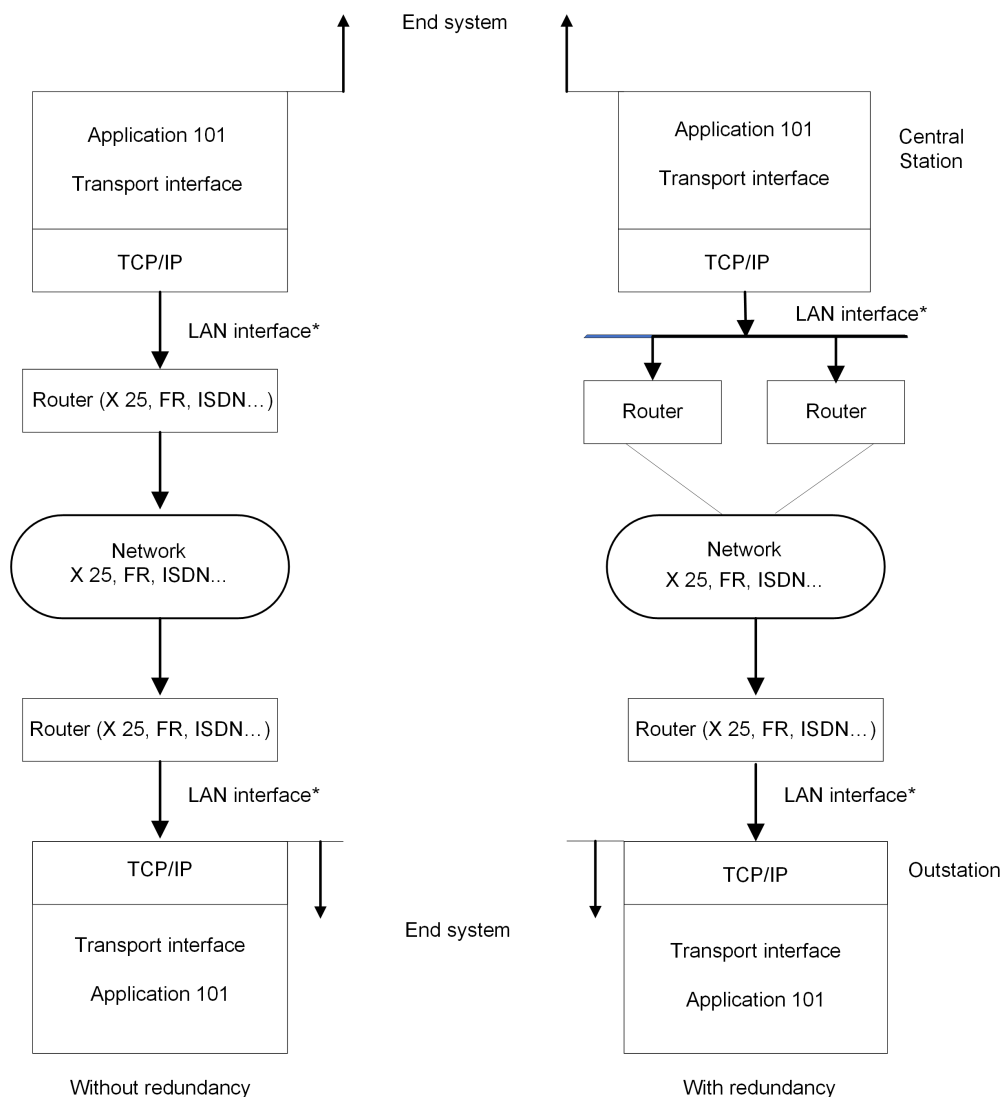 End system
Application 101
Transport interface
TCP/IP
LAN interface*
Router (X 25, FR, ISDN...)
Network
X 25, FR, ISDN...
Router (X 25, FR, ISDN...)
LAN interface*
TCP/IP
Transport interface
Application 101
Without redundancy
Application 101
Transport interface
Central
Station
TCP/IP
LAN interface*
Router
Router
Network
X 25, FR, ISDN...
Router (X 25, FR, ISDN...)
LAN interface*
TCP/IP
Outstation
End system
Transport interface
Application 101
With redundancy